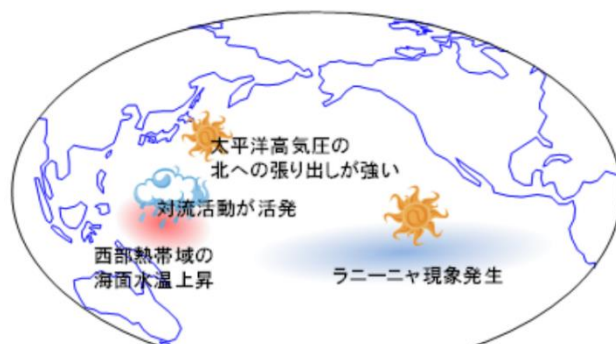 太平洋高気圧の
北への張り出しが強い
対流活動が活発
西部熱帯域の
海面水温上昇
ラニーニャ現象発生